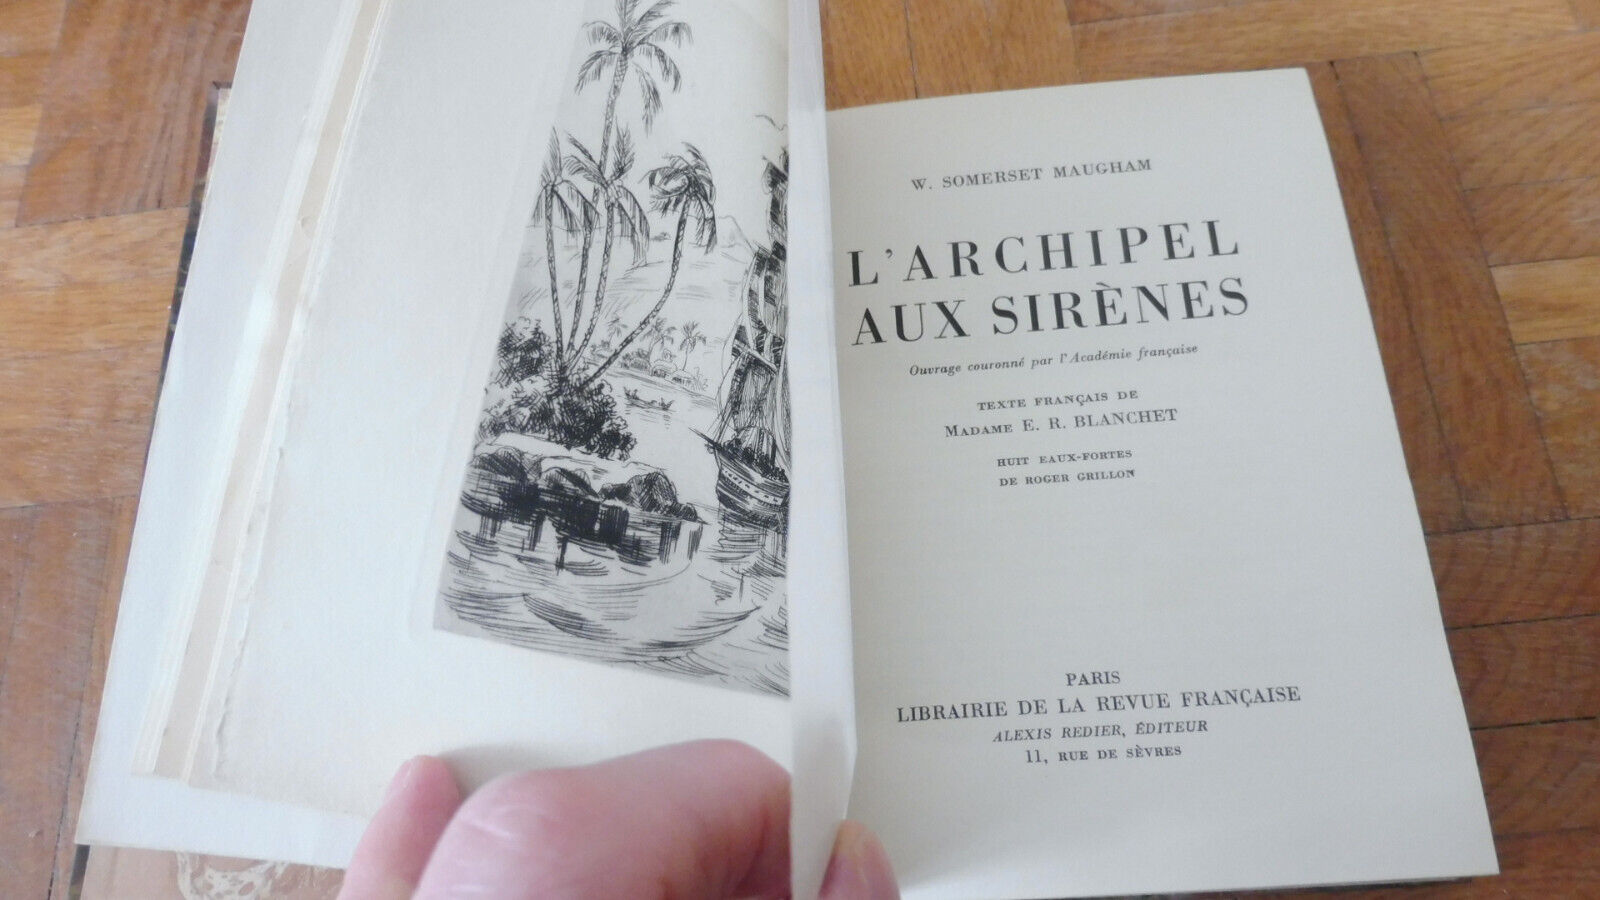 W. SOMERSET MAUGHAM
L'ARCHIPEL
AUX SIRÈNES
Ouvrage couronné par l'Académie française
TEXTE FRANÇAIS DE
MADAME E. R. BLANCHET
HUIT EAUX-FORTES
DE ROGER GRILLON
PARIS
LIBRAIRIE DE LA REVUE FRANÇAISE
ALEXIS REDIER, ÉDITEUR
11, RUE DE SÈVRES